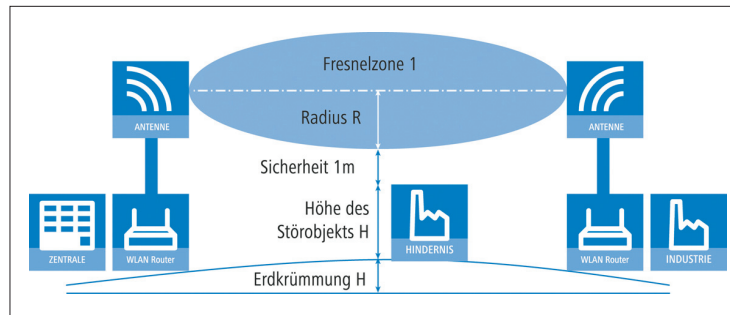 Fresnelzone 1
ANTENNE
Radius R
ANTENNE
Sicherheit 1m
Höhe des
Störobjekts H
ZENTRALE
WLAN Router
HINDERNIS
WLAN Router
INDUSTRIE
Erdkrümmung H